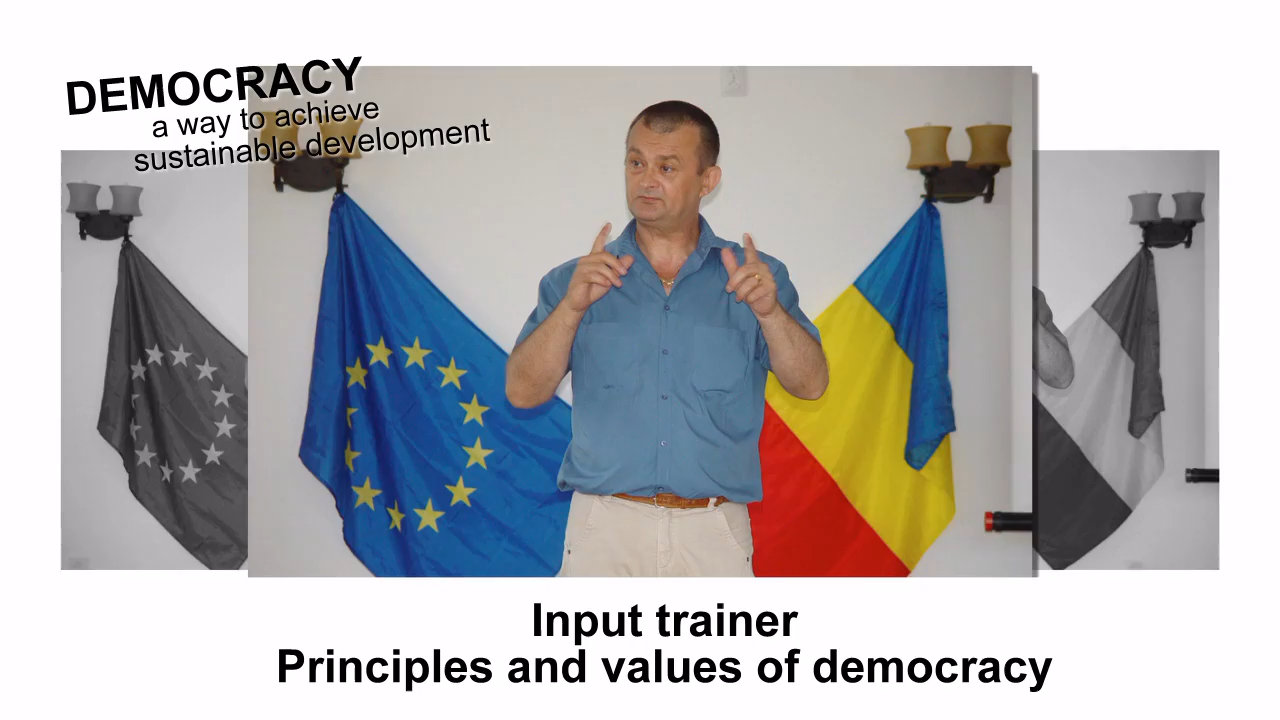 DEMOCRACY
a way to achieve
sustainable development
Input trainer
Principles and values of democracy